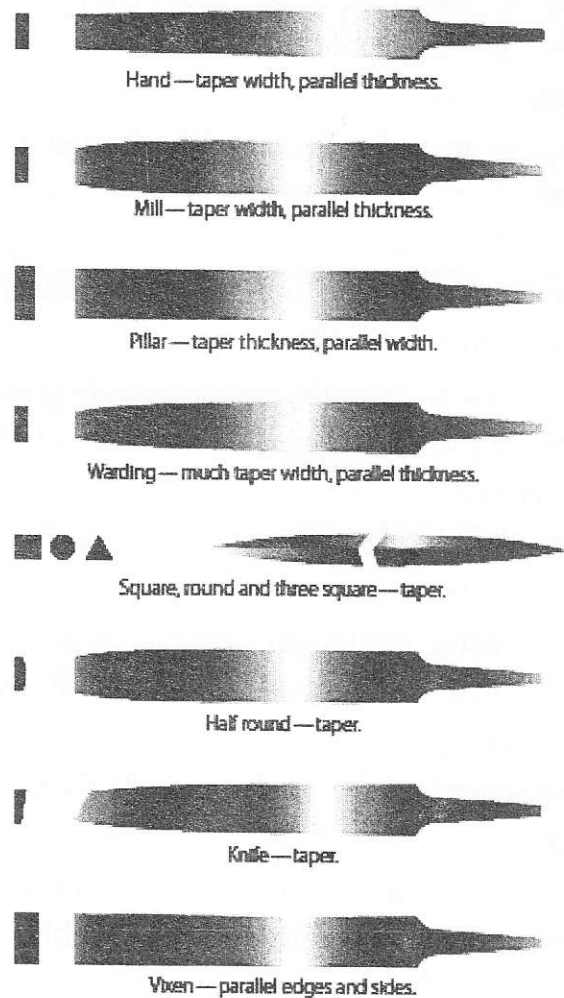 Hand—taper width, parallel thickness.
Mill—taper width, parallel thickness.
Pillar—taper thickness, parallel width.
Warding—much taper width, parallel thickness.
Square, round and three square—taper.
Half round—taper.
Knife—taper.
Vixen—parallel edges and sides.